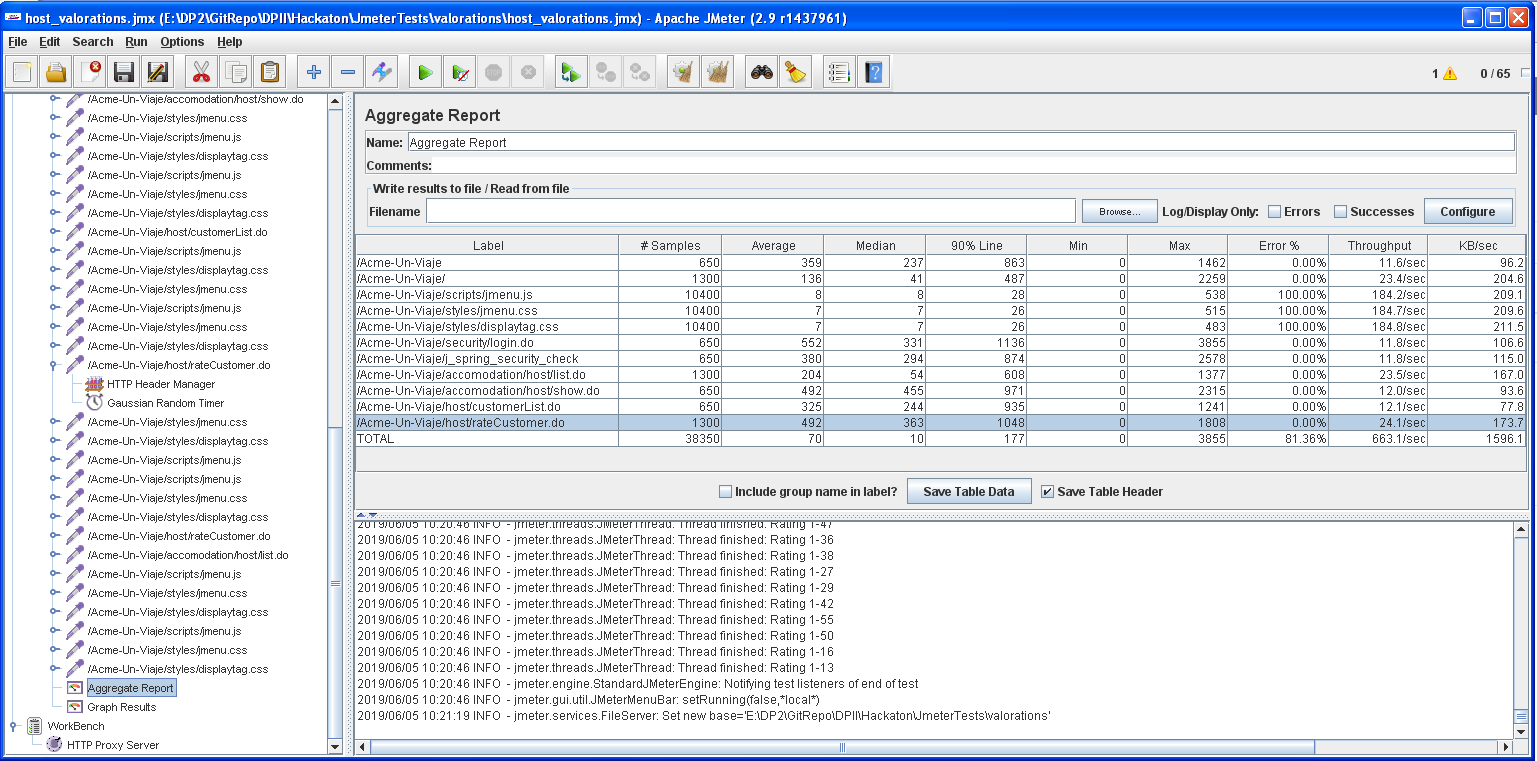 host_valorations.jmx (E:\DP2\GitRepo\DPII\Hackaton\JmeterTests\valorations\host_valorations.jmx) - Apache JMeter (2.9 r1437961)
File Edit Search Run Options Help
1 0 / 65
/Acme-Un-Viaje/accomodation/host/show.do
/Acme-Un-Viaje/styles/jmenu.css
/Acme-Un-Viaje/scripts/jmenu.js
/Acme-Un-Viaje/styles/displaytag.css
/Acme-Un-Viaje/scripts/jmenu.js
/Acme-Un-Viaje/styles/jmenu.css
/Acme-Un-Viaje/styles/displaytag.css
/Acme-Un-Viaje/host/customerList.do
/Acme-Un-Viaje/scripts/jmenu.js
/Acme-Un-Viaje/styles/displaytag.css
/Acme-Un-Viaje/styles/jmenu.css
/Acme-Un-Viaje/scripts/jmenu.js
/Acme-Un-Viaje/styles/jmenu.css
/Acme-Un-Viaje/styles/displaytag.css
/Acme-Un-Viaje/host/rateCustomer.do
HTTP Header Manager
Gaussian Random Timer
/Acme-Un-Viaje/styles/jmenu.css
/Acme-Un-Viaje/styles/displaytag.css
/Acme-Un-Viaje/scripts/jmenu.js
/Acme-Un-Viaje/scripts/jmenu.js
/Acme-Un-Viaje/styles/jmenu.css
/Acme-Un-Viaje/styles/displaytag.css
/Acme-Un-Viaje/host/rateCustomer.do
/Acme-Un-Viaje/accomodation/host/list.do
/Acme-Un-Viaje/scripts/jmenu.js
/Acme-Un-Viaje/styles/jmenu.css
/Acme-Un-Viaje/styles/displaytag.css
/Acme-Un-Viaje/scripts/jmenu.js
/Acme-Un-Viaje/styles/jmenu.css
/Acme-Un-Viaje/styles/displaytag.css
Aggregate Report
Graph Results
WorkBench
HTTP Proxy Server
Aggregate Report
Name: Aggregate Report
Comments:
Write results to file / Read from file
Filename Browse... Log/Display Only: Errors Successes Configure
Label # Samples Average Median 90% Line Min Max Error % Throughput KB/sec
/Acme-Un-Viaje 650 359 237 863 0 1462 0.00% 11.6/sec 96.2
/Acme-Un-Viaje/ 1300 136 41 487 0 2259 0.00% 23.4/sec 204.6
/Acme-Un-Viaje/scripts/jmenu.js 10400 8 8 28 0 538 100.00% 184.2/sec 209.1
/Acme-Un-Viaje/styles/jmenu.css 10400 7 7 26 0 515 100.00% 184.7/sec 209.6
/Acme-Un-Viaje/styles/displaytag.css 10400 7 7 26 0 483 100.00% 184.8/sec 211.5
/Acme-Un-Viaje/security/login.do 650 552 331 1136 0 3855 0.00% 11.8/sec 106.6
/Acme-Un-Viaje/j_spring_security_check 650 380 294 874 0 2578 0.00% 11.8/sec 115.0
/Acme-Un-Viaje/accomodation/host/list.do 1300 204 54 608 0 1377 0.00% 23.5/sec 167.0
/Acme-Un-Viaje/accomodation/host/show.do 650 492 455 971 0 2315 0.00% 12.0/sec 93.6
/Acme-Un-Viaje/host/customerList.do 650 325 244 935 0 1241 0.00% 12.1/sec 77.8
/Acme-Un-Viaje/host/rateCustomer.do 1300 492 363 1048 0 1808 0.00% 24.1/sec 173.7
TOTAL 38350 70 10 177 0 3855 81.36% 663.1/sec 1596.1
Include group name in label? Save Table Data Save Table Header
2019/06/05 10:20:46 INFO - jmeter.threads.JMeterThread: Thread finished: Rating 1-47
2019/06/05 10:20:46 INFO - jmeter.threads.JMeterThread: Thread finished: Rating 1-36
2019/06/05 10:20:46 INFO - jmeter.threads.JMeterThread: Thread finished: Rating 1-38
2019/06/05 10:20:46 INFO - jmeter.threads.JMeterThread: Thread finished: Rating 1-27
2019/06/05 10:20:46 INFO - jmeter.threads.JMeterThread: Thread finished: Rating 1-29
2019/06/05 10:20:46 INFO - jmeter.threads.JMeterThread: Thread finished: Rating 1-42
2019/06/05 10:20:46 INFO - jmeter.threads.JMeterThread: Thread finished: Rating 1-55
2019/06/05 10:20:46 INFO - jmeter.threads.JMeterThread: Thread finished: Rating 1-50
2019/06/05 10:20:46 INFO - jmeter.threads.JMeterThread: Thread finished: Rating 1-16
2019/06/05 10:20:46 INFO - jmeter.threads.JMeterThread: Thread finished: Rating 1-13
2019/06/05 10:20:46 INFO - jmeter.engine.StandardJMeterEngine: Notifying test listeners of end of test
2019/06/05 10:20:46 INFO - jmeter.gui.util.JMeterMenuBar: setRunning(false,*local*)
2019/06/05 10:21:19 INFO - jmeter.services.FileServer: Set new base='E:\DP2\GitRepo\DPII\Hackaton\JmeterTests\valorations'